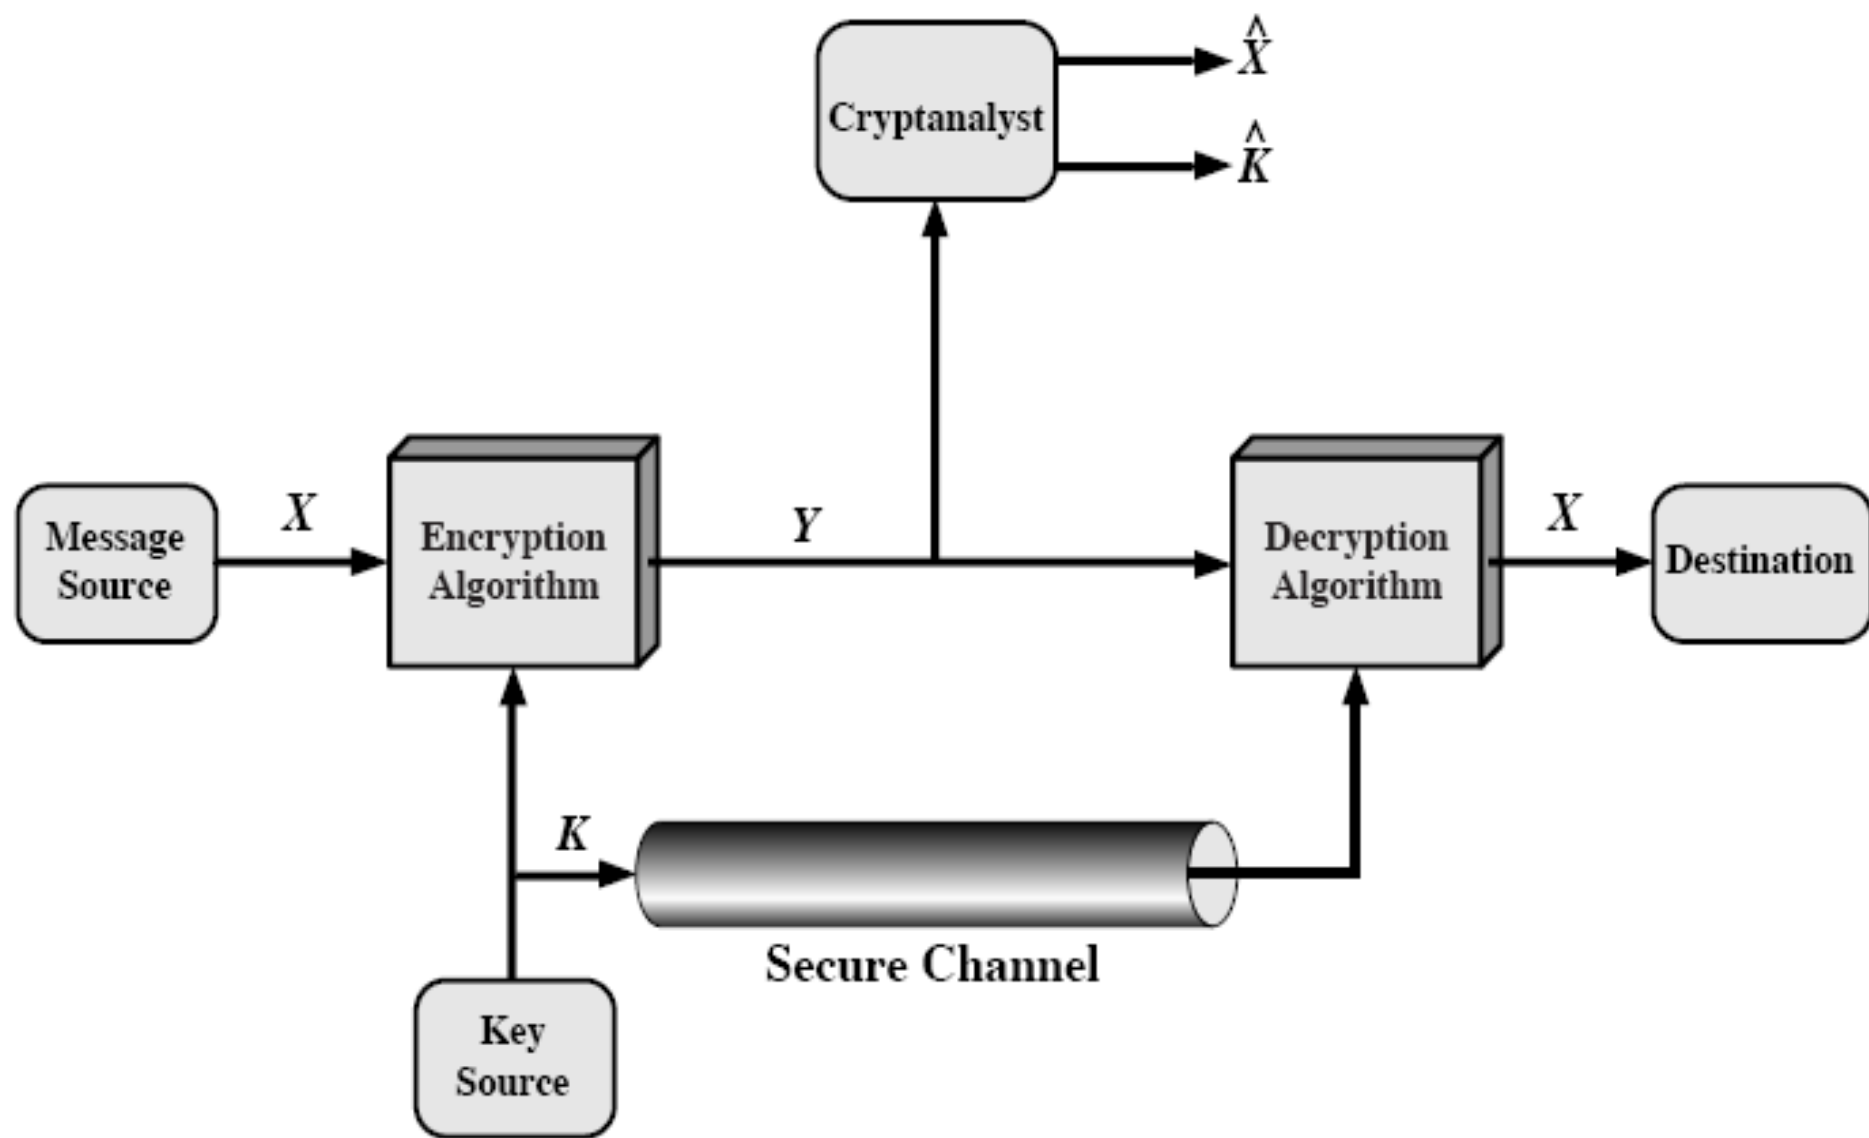 X̂
Cryptanalyst
K̂
Message
Source
X
Encryption
Algorithm
Y
Decryption
Algorithm
X
Destination
K
Secure Channel
Key
Source